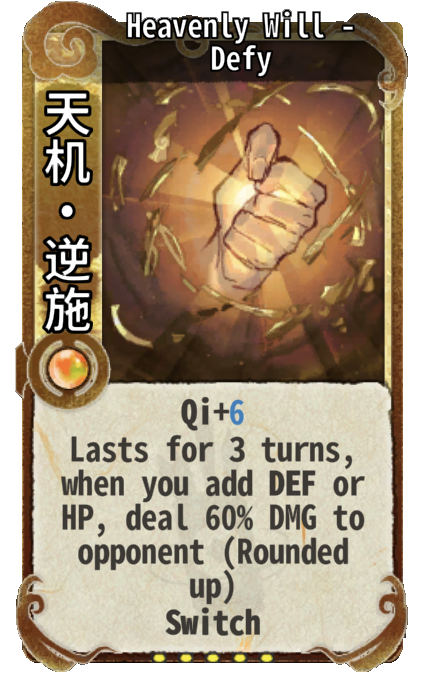 Heavenly Will -
Defy
天机·逆施
Qi+6
Lasts for 3 turns,
when you add DEF or
HP, deal 60% DMG to
opponent (Rounded
up)
Switch